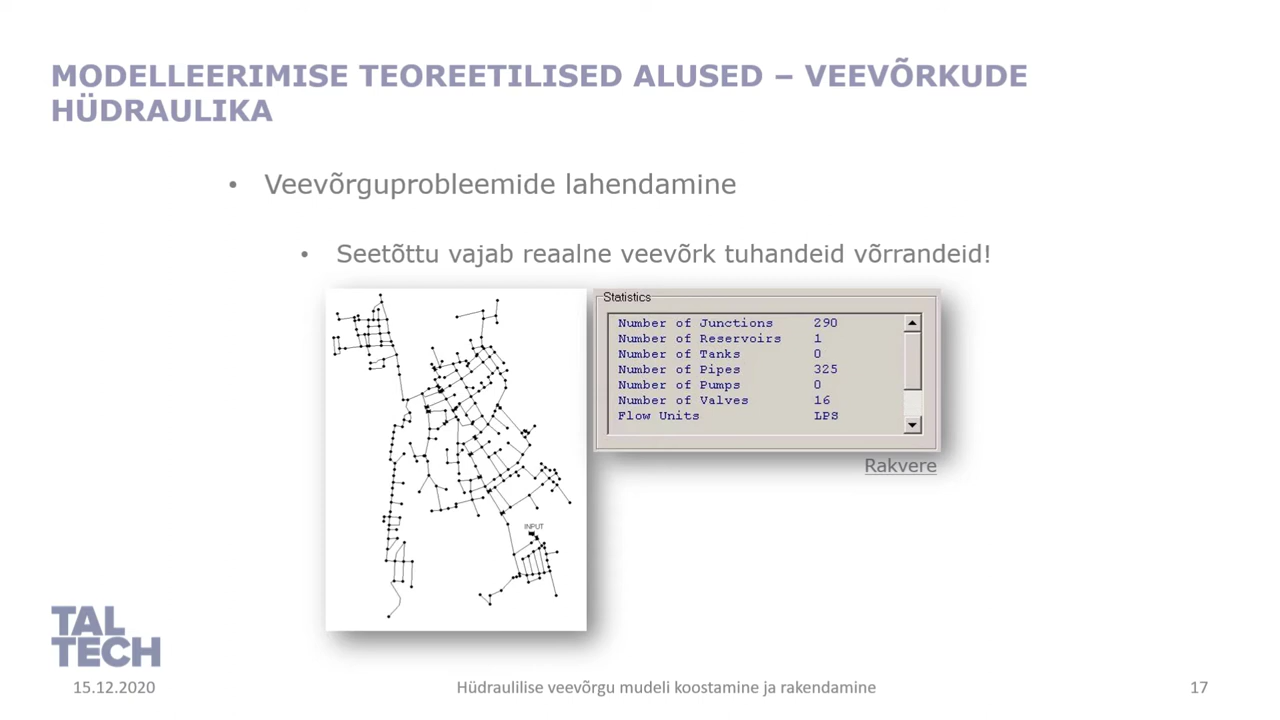 MODELLEERIMISE TEOREETILISED ALUSED – VEEVÕRKUDE
HÜDRAULIKA
• Veevõrguprobleemide lahendamine
• Seetõttu vajab reaalne veevõrk tuhandeid võrrandeid!
Statistics
Number of Junctions 290
Number of Reservoirs 1
Number of Tanks 0
Number of Pipes 325
Number of Pumps 0
Number of Valves 16
Flow Units LPS
Rakvere
INPUT
TAL
TECH
15.12.2020 Hüdraulilise veevõrgu mudeli koostamine ja rakendamine 17